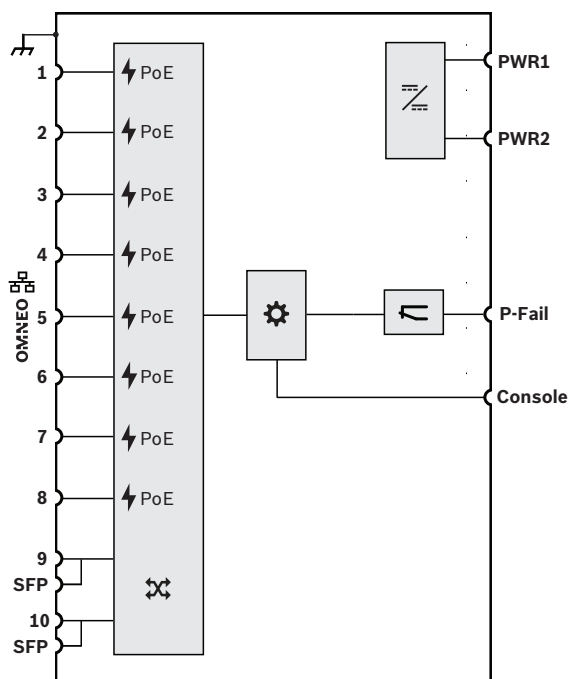 PWR1
1 PoE
2 PoE
PWR2
3 PoE
4 PoE
OMNEO
5 PoE
P-Fail
6 PoE
Console
7 PoE
8 PoE
9
SFP
10
SFP